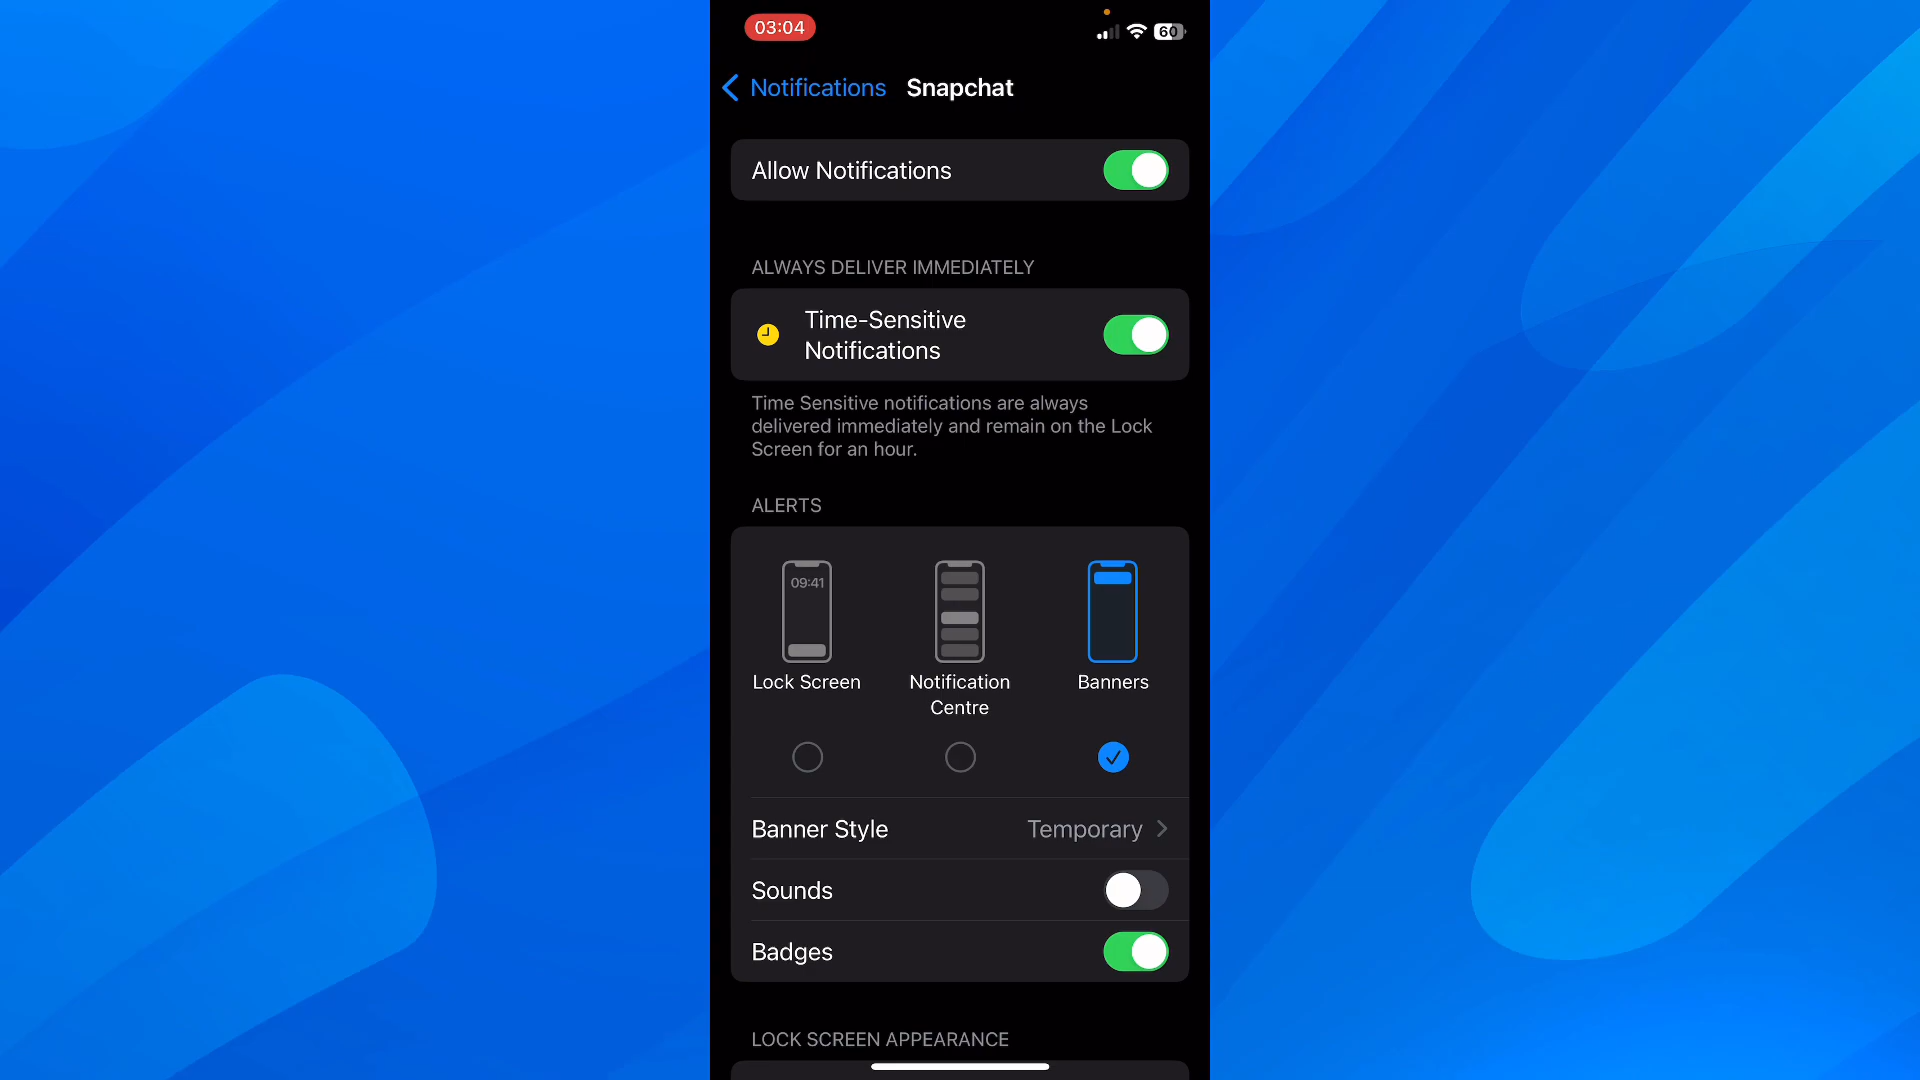 03:04
60
Notifications
Snapchat
Allow Notifications
ALWAYS DELIVER IMMEDIATELY
Time-Sensitive
Notifications
Time Sensitive notifications are always
delivered immediately and remain on the Lock
Screen for an hour.
ALERTS
09:41
Lock Screen
Notification
Centre
Banners
Banner Style
Temporary
Sounds
Badges
LOCK SCREEN APPEARANCE